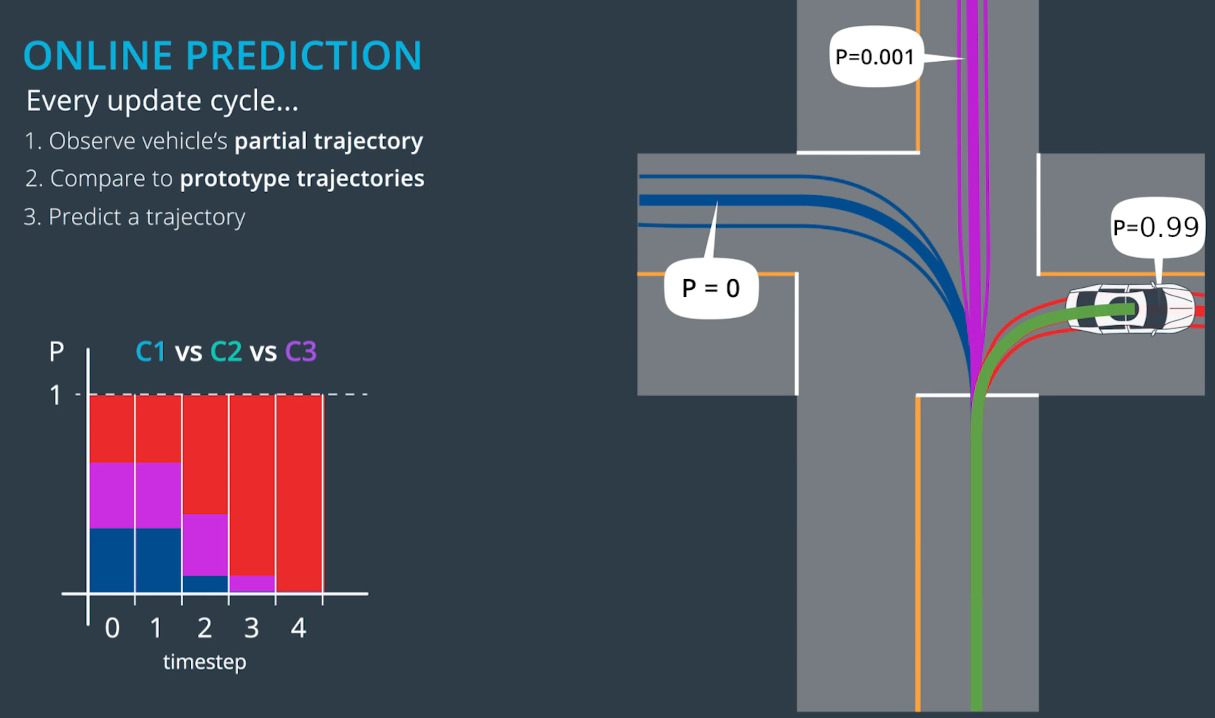 ONLINE PREDICTION
Every update cycle...
1. Observe vehicle's partial trajectory
2. Compare to prototype trajectories
3. Predict a trajectory
P=0.001
P=0.99
P = 0
P
C1 vs C2 vs C3
1
0 1 2 3 4
timestep